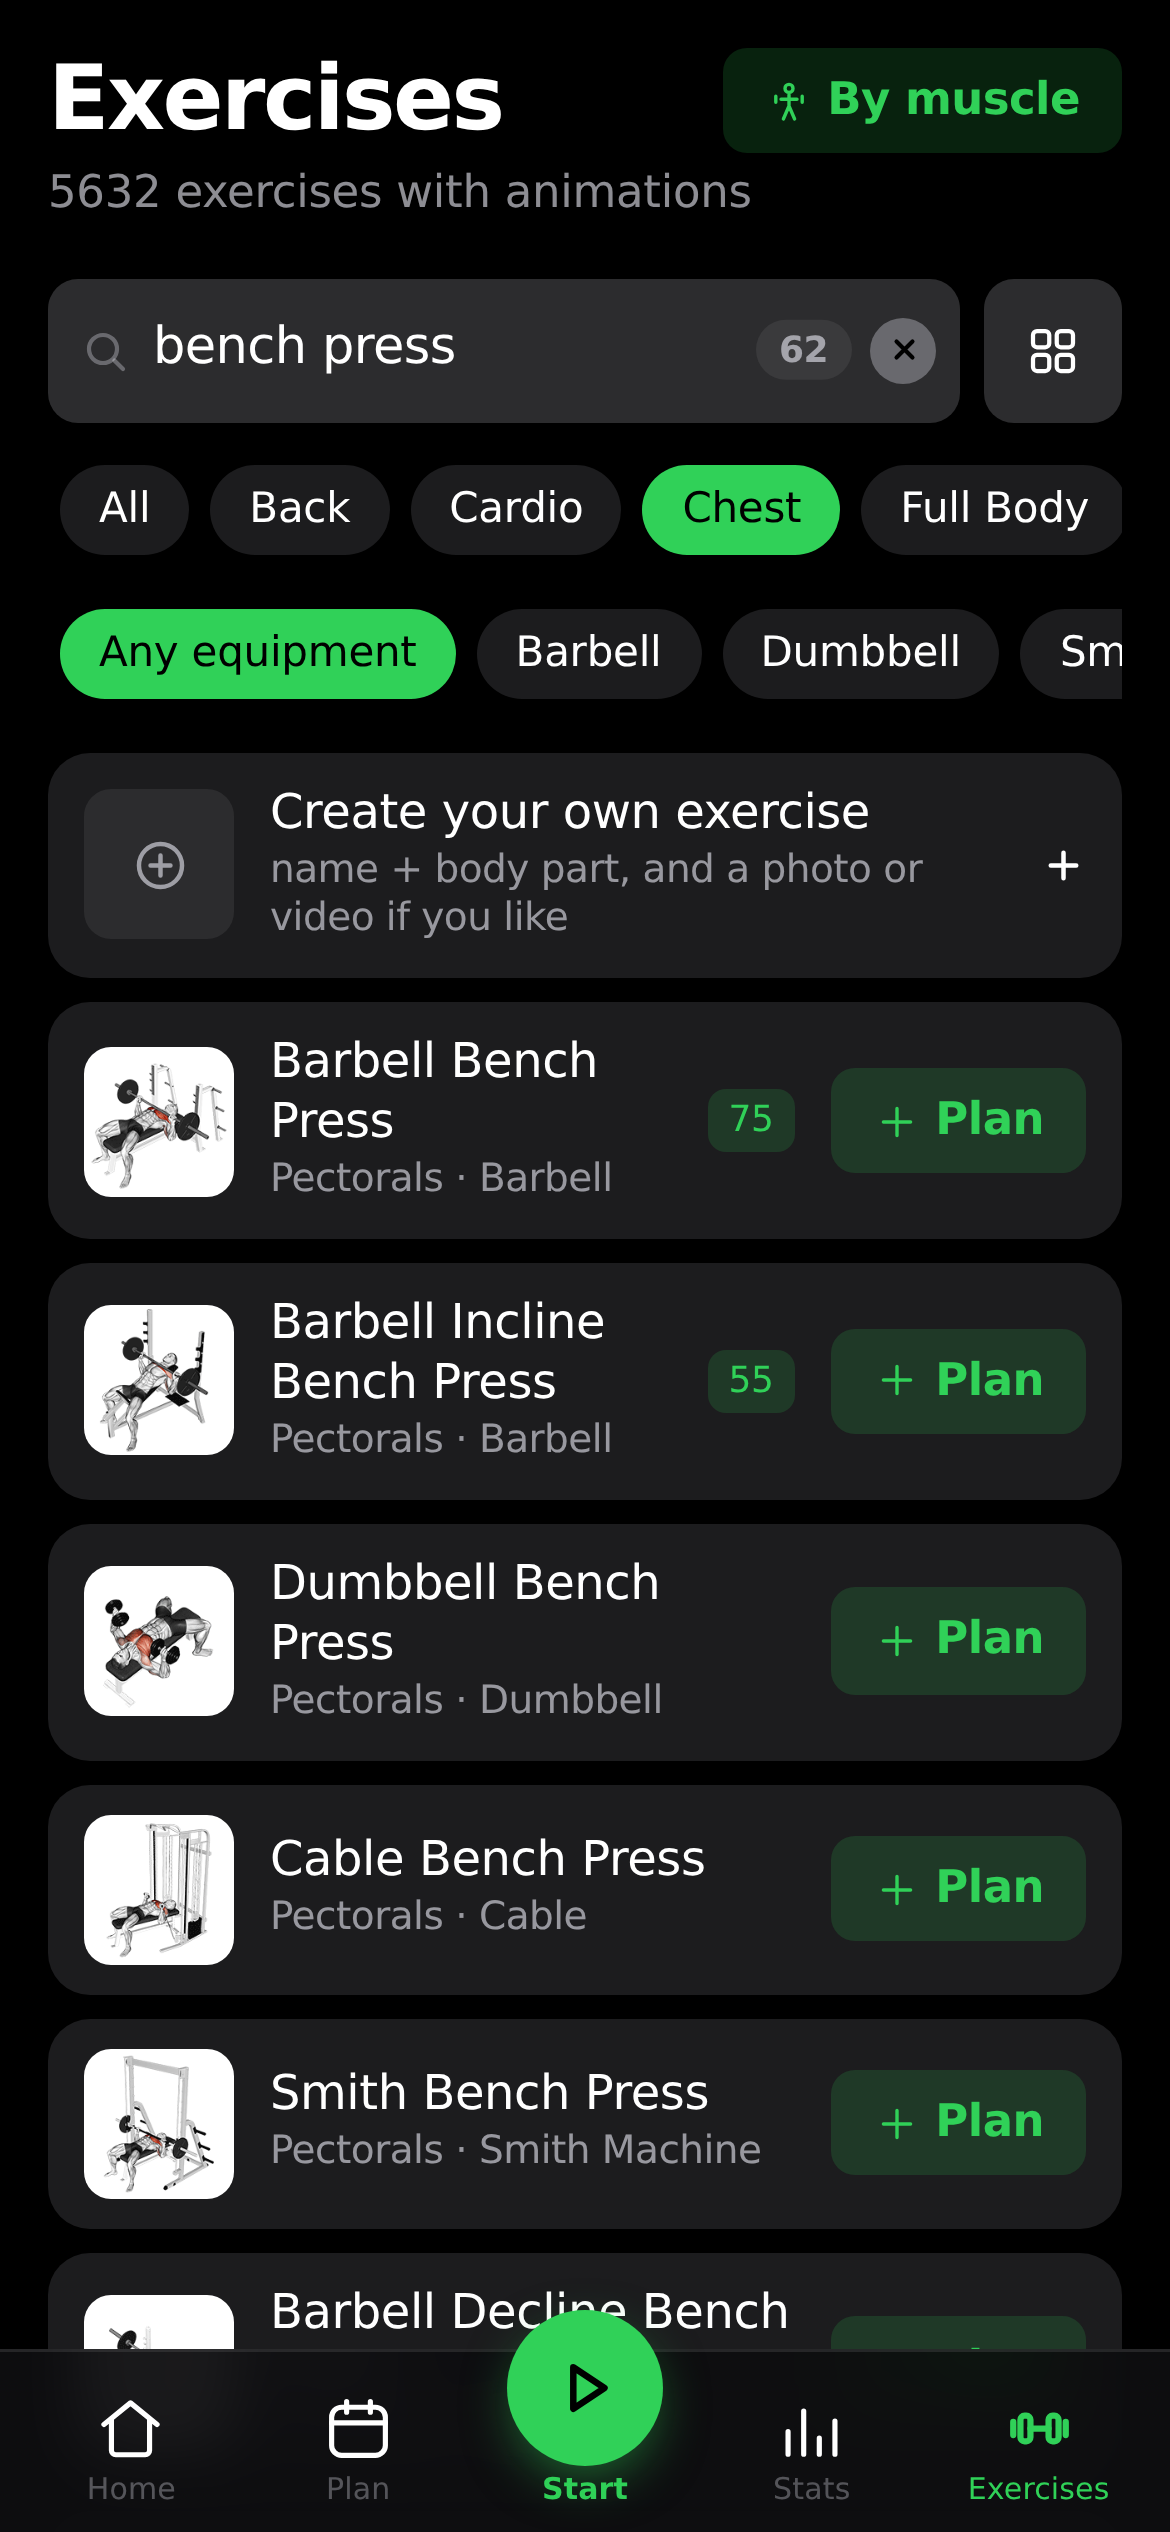 Exercises
By muscle
5632 exercises with animations
bench press
62
All
Back
Cardio
Chest
Full Body
Any equipment
Barbell
Dumbbell
Sm
Create your own exercise
name + body part, and a photo or
video if you like
+
Barbell Bench
Press
Pectorals · Barbell
75
+ Plan
Barbell Incline
Bench Press
Pectorals · Barbell
55
+ Plan
Dumbbell Bench
Press
Pectorals · Dumbbell
+ Plan
Cable Bench Press
Pectorals · Cable
+ Plan
Smith Bench Press
Pectorals · Smith Machine
+ Plan
Barbell Decline Bench
Home
Plan
Start
Stats
Exercises